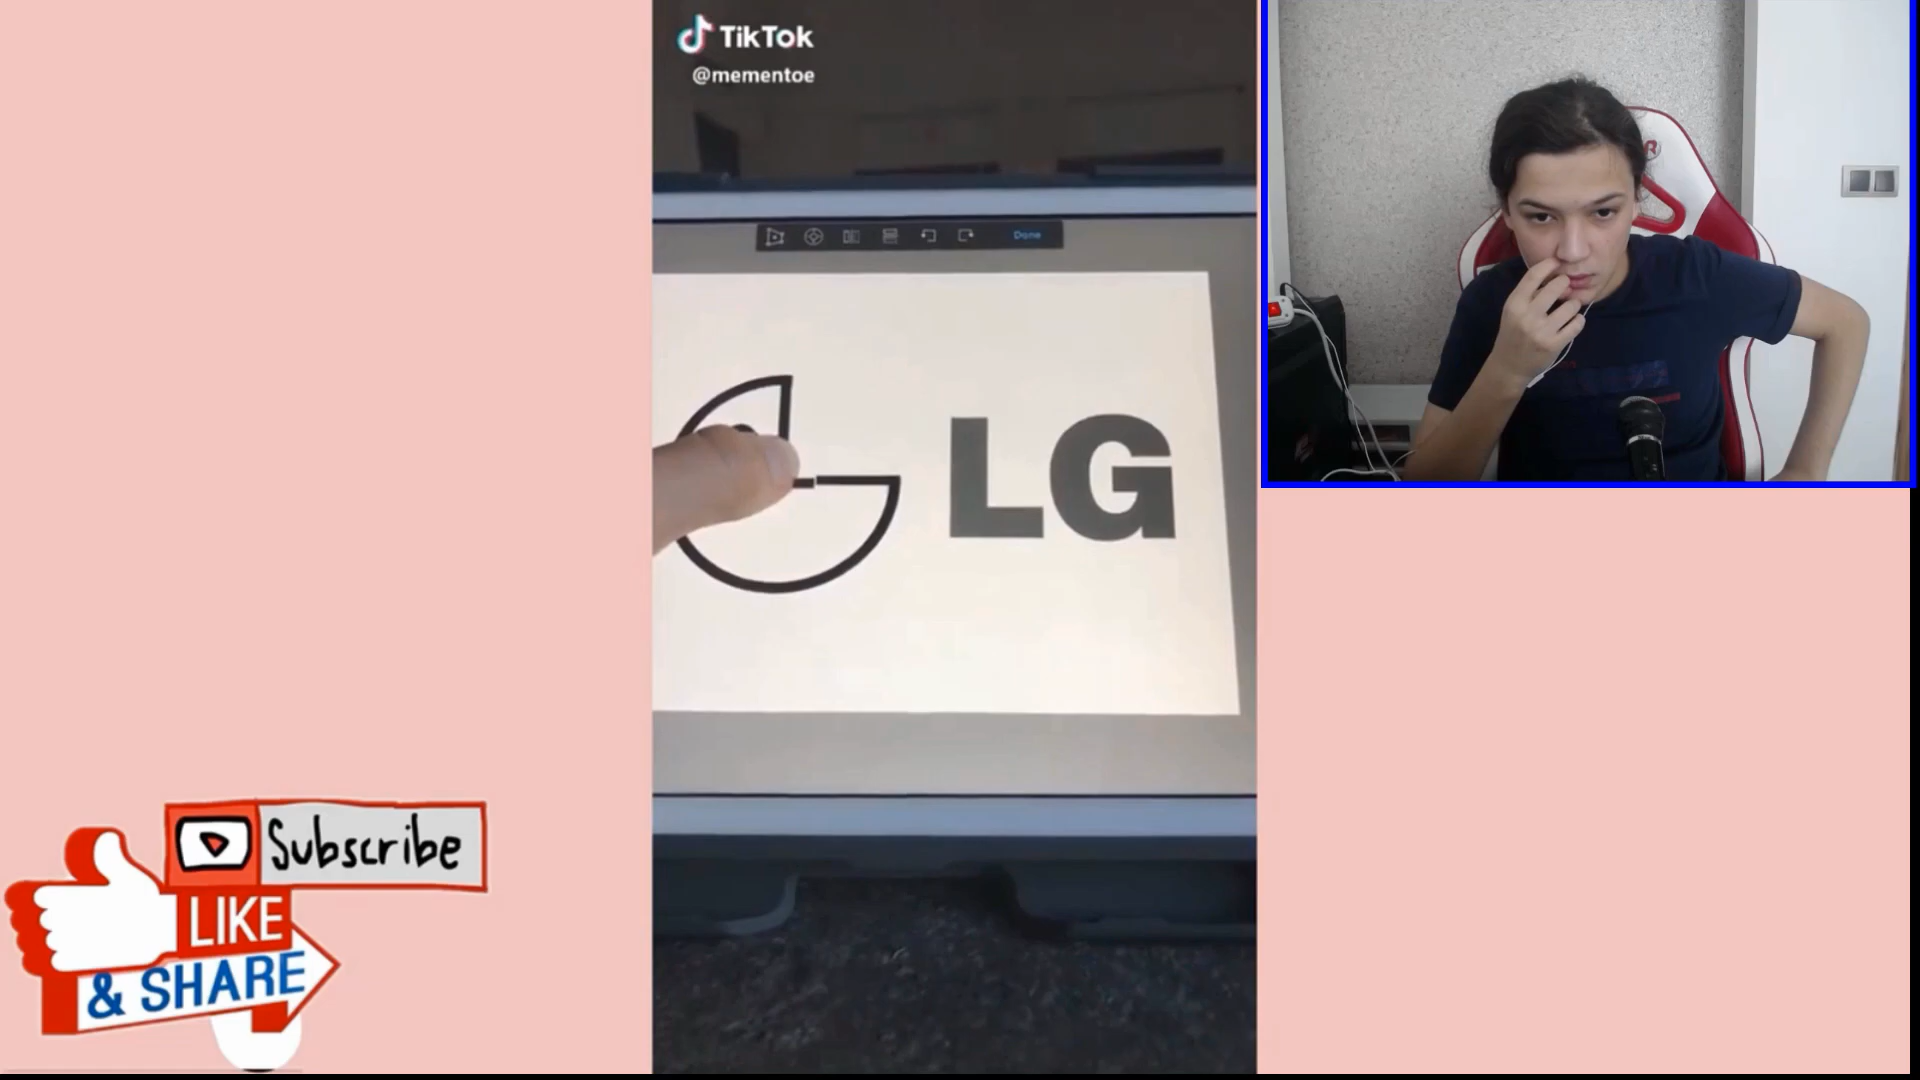 TikTok
@mementoe
Done
LG
Subscribe
LIKE
& SHARE